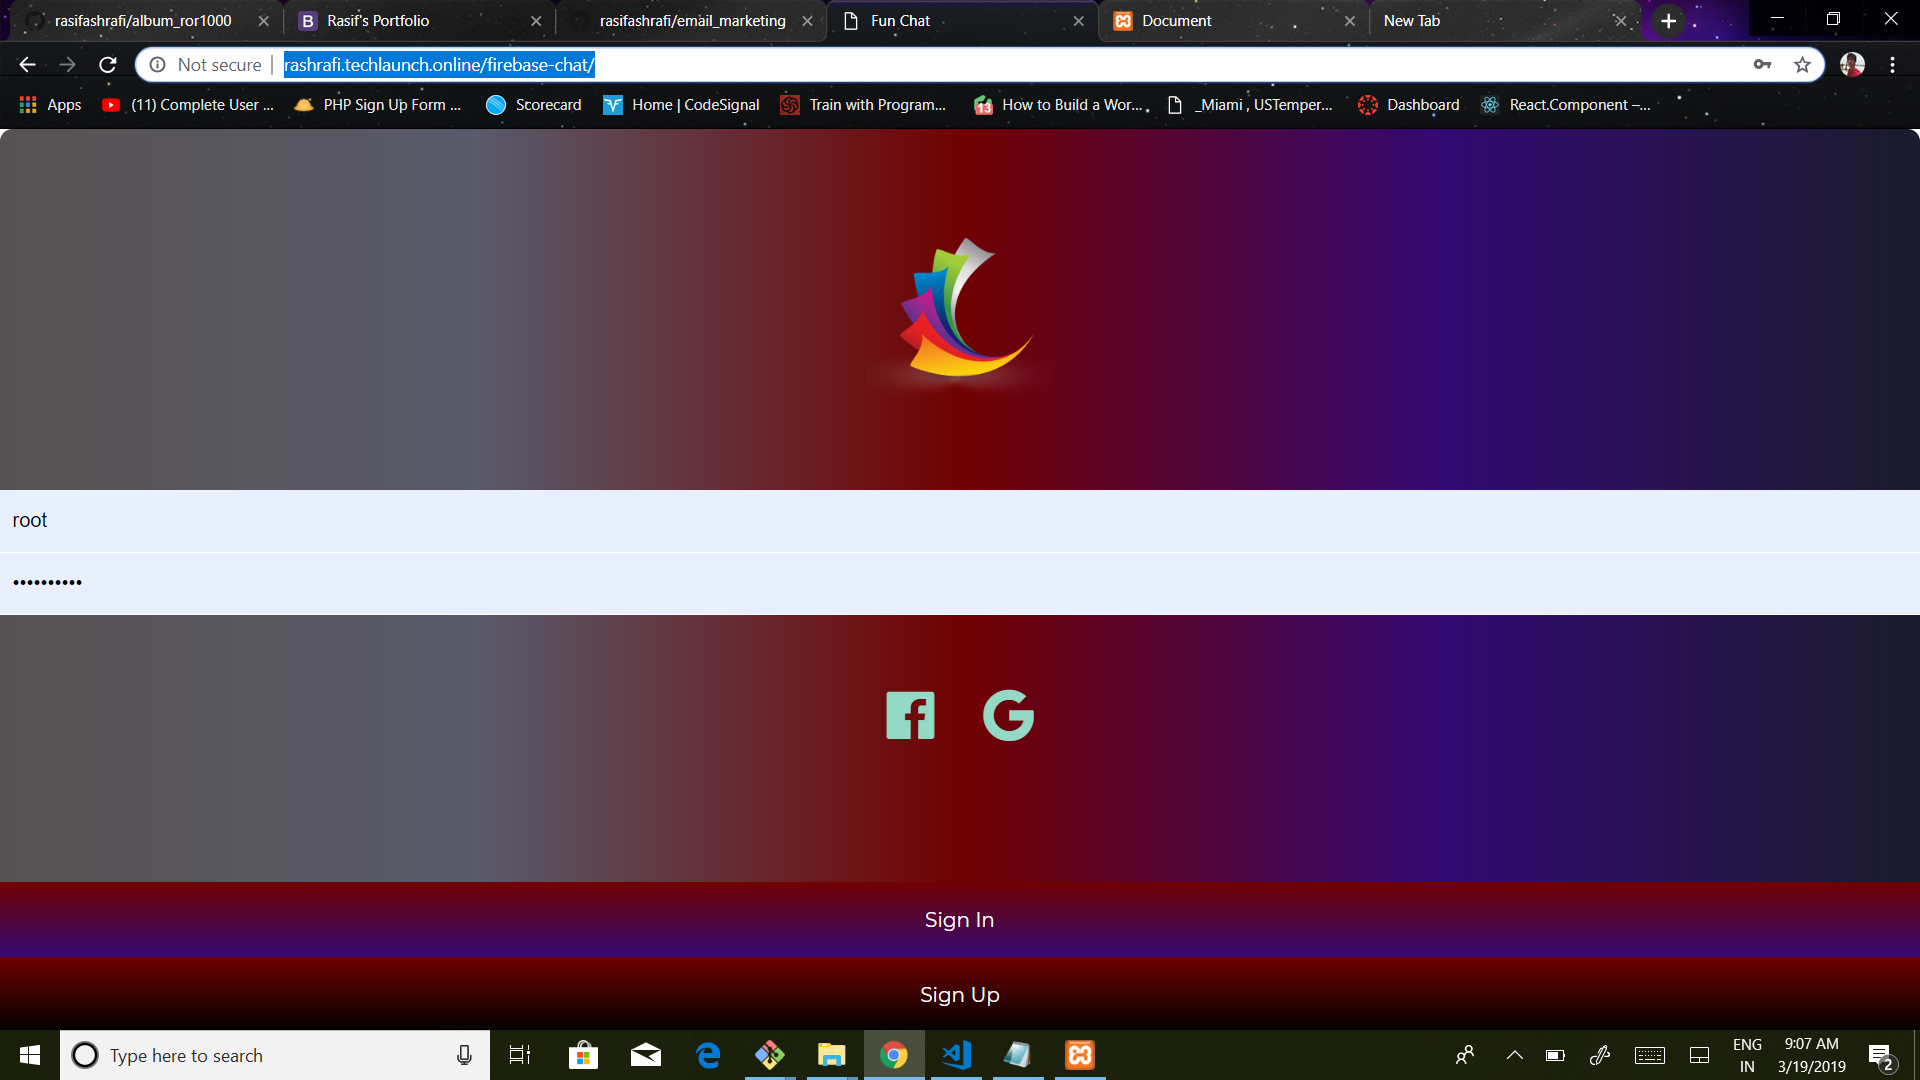 rasifashrafi/album_ror1000
B Rasif's Portfolio
rasifashrafi/email_marketing
Fun Chat
Document
New Tab
Not secure | rashrafi.techlaunch.online/firebase-chat/
Apps
(11) Complete User ...
PHP Sign Up Form ...
Scorecard
Home | CodeSignal
Train with Program...
13 How to Build a Wor...
_Miami , USTemper...
Dashboard
React.Component –...
root
••••••••••
Sign In
Sign Up
Type here to search
ENG
IN
9:07 AM
3/19/2019
2